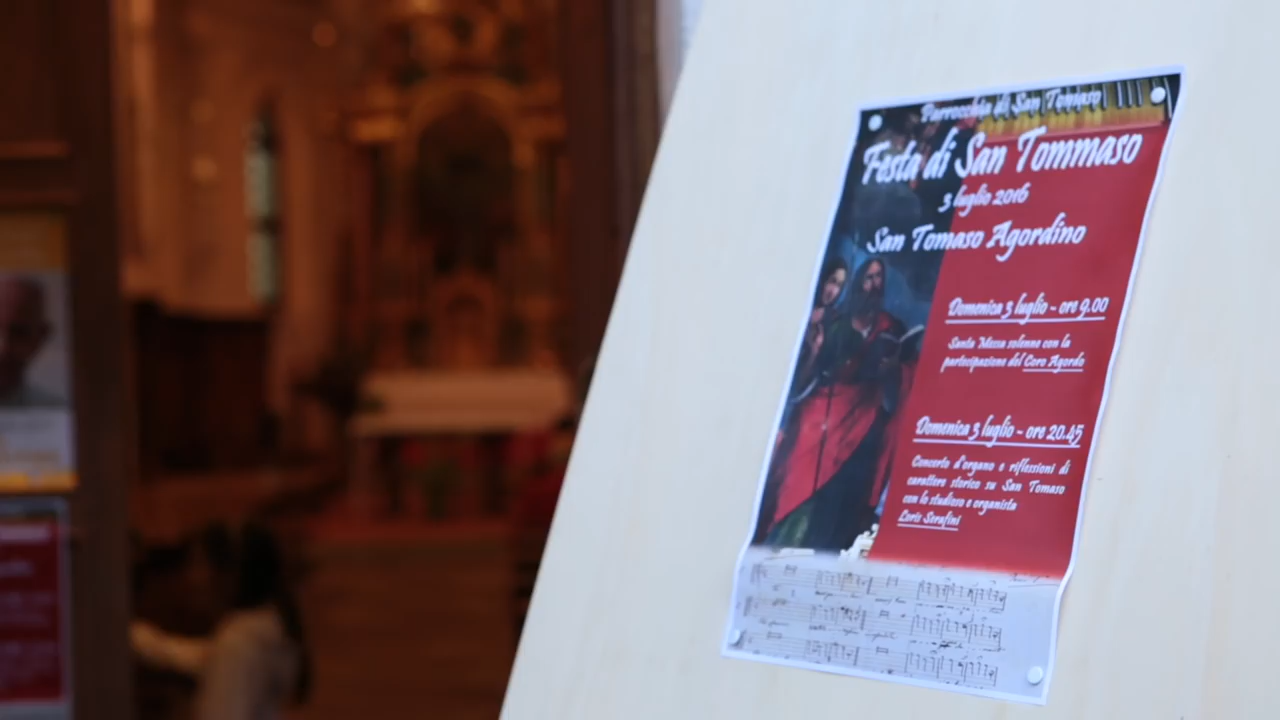 Parrocchia di San Tomaso
Festa di San Tommaso
3 luglio 2016
San Tomaso Agordino
Domenica 3 luglio - ore 9.00
Santa Messa solenne con la
partecipazione del Coro Agordo
Domenica 3 luglio - ore 20.45
Concerto d'organo e riflessioni di
carattere storico su San Tomaso
con lo studioso e organista
Loris Serafini